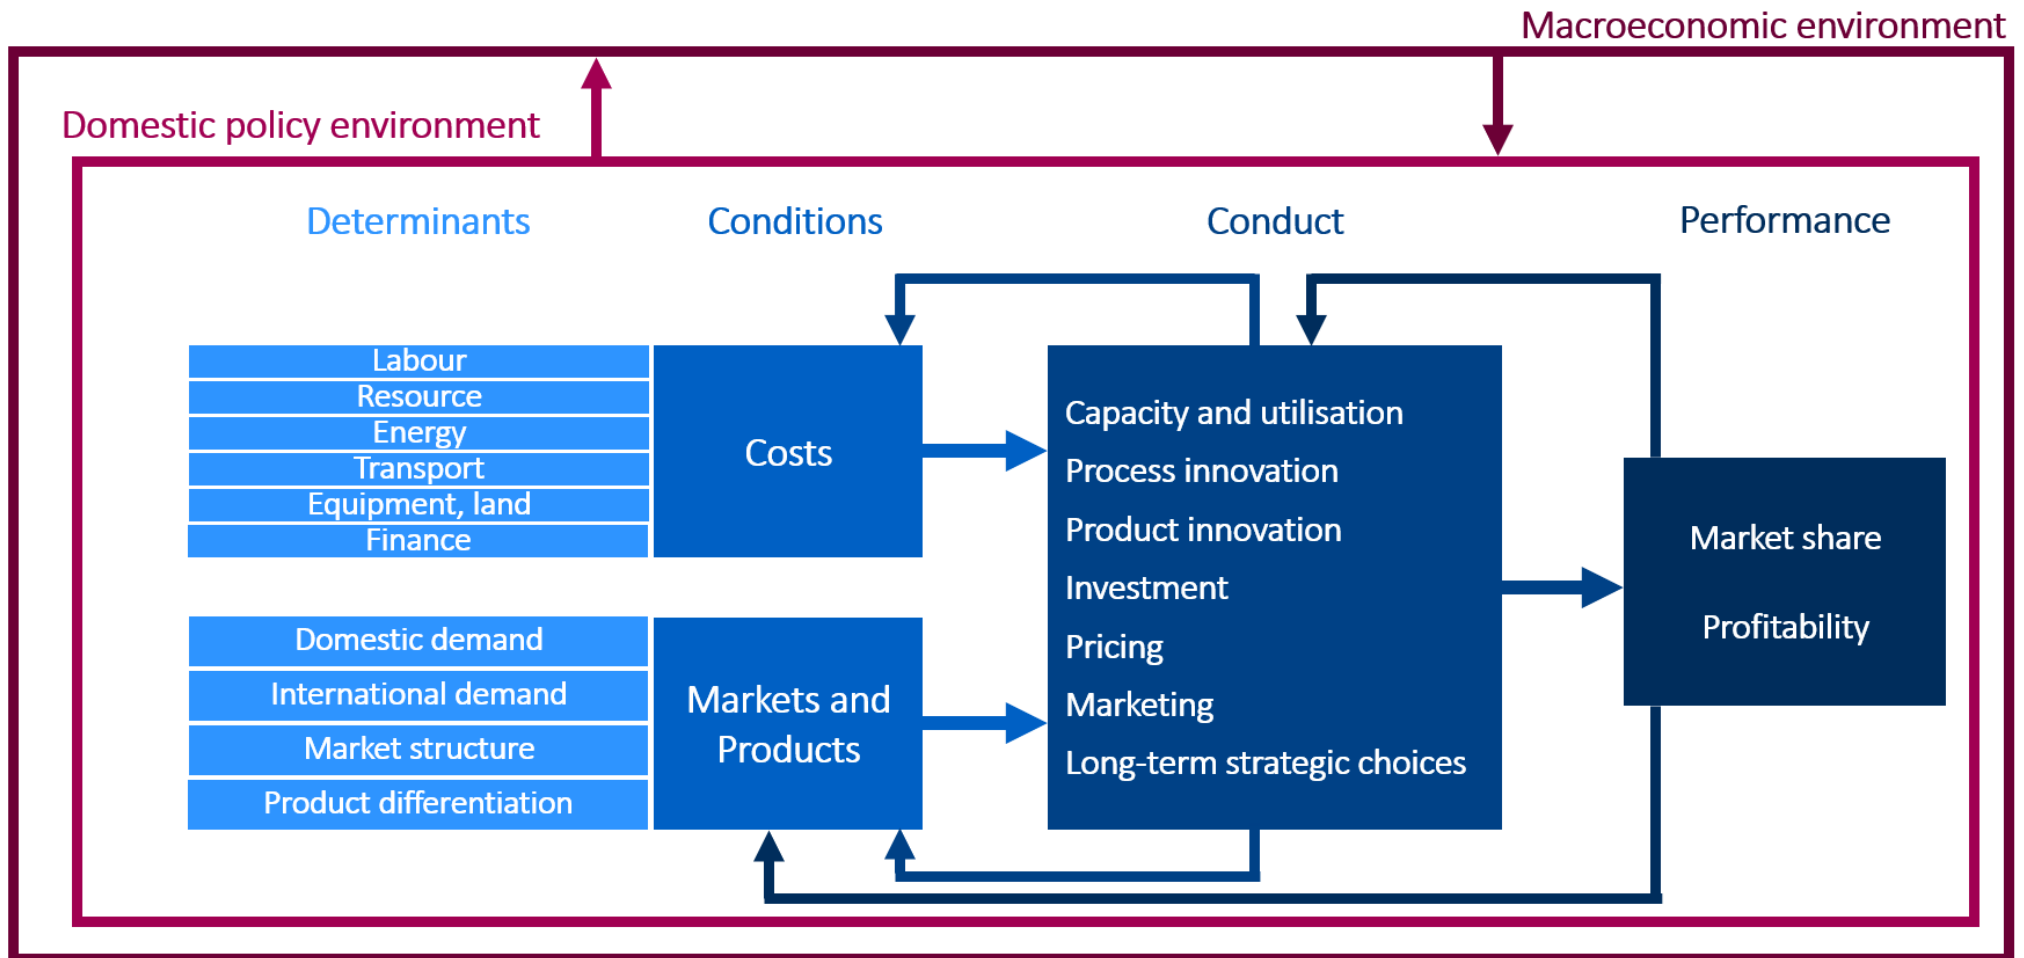 Macroeconomic environment
Domestic policy environment
Determinants
Conditions
Conduct
Performance
Labour
Resource
Energy
Transport
Equipment, land
Finance
Costs
Domestic demand
International demand
Market structure
Product differentiation
Markets and
Products
Capacity and utilisation
Process innovation
Product innovation
Investment
Pricing
Marketing
Long-term strategic choices
Market share
Profitability